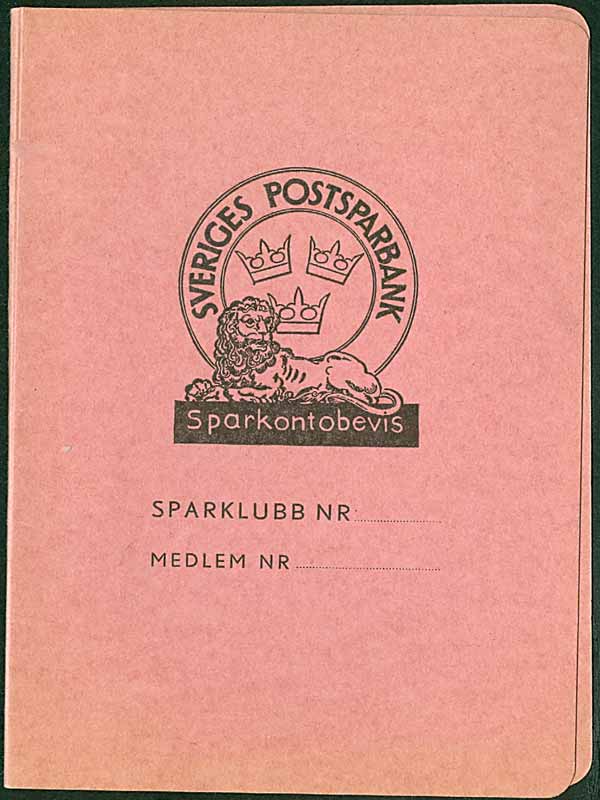 SVERIGES POSTSPARBANK
Sparkontobevis
SPARKLUBB NR
MEDLEM NR